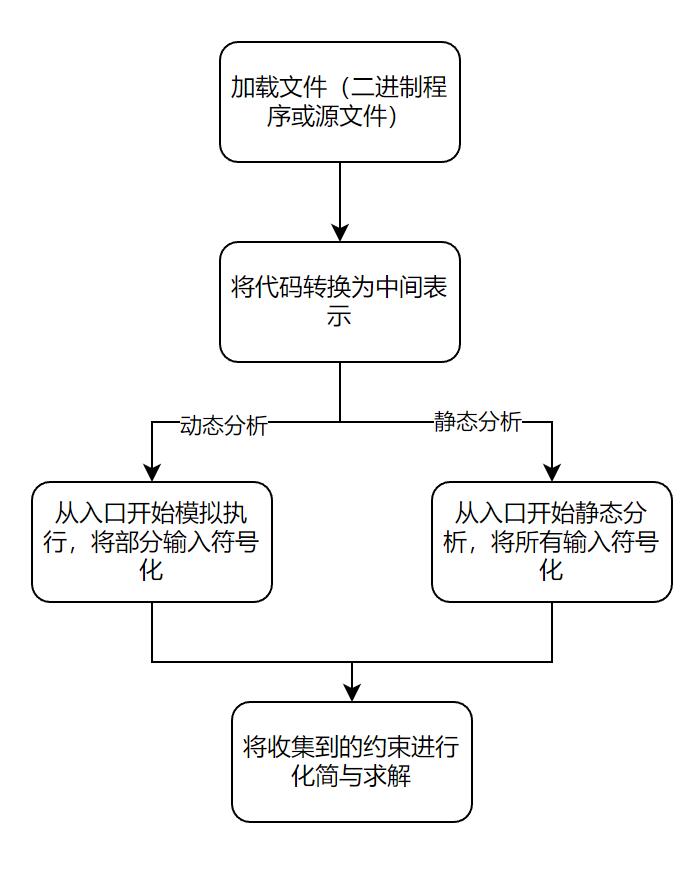 加载文件（二进制程
序或源文件）
将代码转换为中间表
示
动态分析
静态分析
从入口开始模拟执
行，将部分输入符号
化
从入口开始静态分
析，将所有输入符号
化
将收集到的约束进行
化简与求解